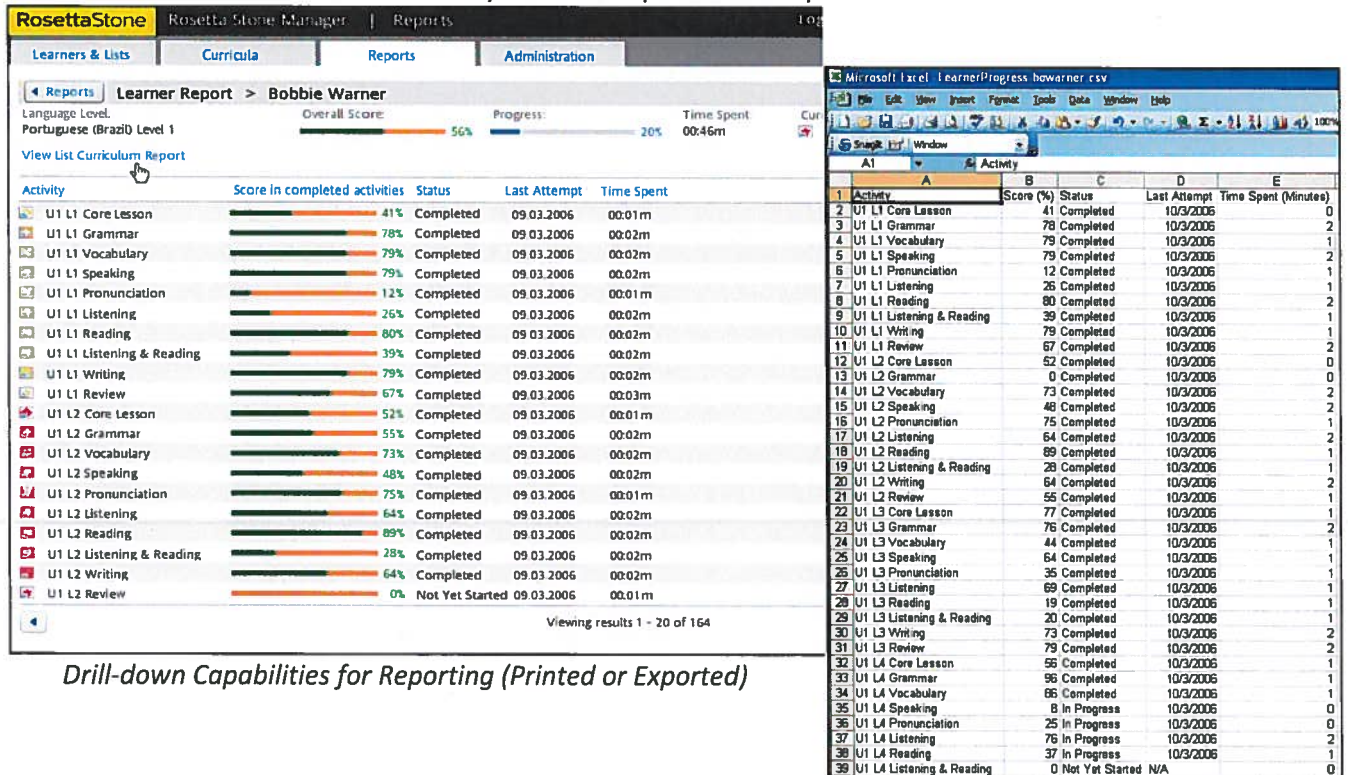 RosettaStone Rosetta Stone Manager | Reports
Learners & Lists Curricula Reports Administration
Reports Learner Report > Bobbie Warner
Language Level: Overall Score: Progress: Time Spent
Portuguese (Brazil) Level 1 56% 20% 00:46m
View List Curriculum Report
Activity Score in completed activities Status Last Attempt Time Spent
U1 L1 Core Lesson 41% Completed 09.03.2006 00:01m
U1 L1 Grammar 78% Completed 09.03.2006 00:02m
U1 L1 Vocabulary 79% Completed 09.03.2006 00:02m
U1 L1 Speaking 79% Completed 09.03.2006 00:02m
U1 L1 Pronunciation 12% Completed 09.03.2006 00:01m
U1 L1 Listening 26% Completed 09.03.2006 00:02m
U1 L1 Reading 80% Completed 09.03.2006 00:02m
U1 L1 Listening & Reading 39% Completed 09.03.2006 00:02m
U1 L1 Writing 79% Completed 09.03.2006 00:02m
U1 L1 Review 67% Completed 09.03.2006 00:03m
U1 L2 Core Lesson 52% Completed 09.03.2006 00:01m
U1 L2 Grammar 55% Completed 09.03.2006 00:02m
U1 L2 Vocabulary 73% Completed 09.03.2006 00:02m
U1 L2 Speaking 48% Completed 09.03.2006 00:02m
U1 L2 Pronunciation 75% Completed 09.03.2006 00:01m
U1 L2 Listening 64% Completed 09.03.2006 00:02m
U1 L2 Reading 89% Completed 09.03.2006 00:02m
U1 L2 Listening & Reading 28% Completed 09.03.2006 00:02m
U1 L2 Writing 64% Completed 09.03.2006 00:02m
U1 L2 Review 0% Not Yet Started 09.03.2006 00:01m
Viewing results 1 - 20 of 164
Drill-down Capabilities for Reporting (Printed or Exported)
Microsoft Excel LearnerProgress bowarner.csv
File Edit View Insert Format Tools Data Window Help
100%
SnagIt Window
A1 Activity
A B C D E
1 Activity Score (%) Status Last Attempt Time Spent (Minutes)
2 U1 L1 Core Lesson 41 Completed 10/3/2006 0
3 U1 L1 Grammar 78 Completed 10/3/2006 2
4 U1 L1 Vocabulary 79 Completed 10/3/2006 1
5 U1 L1 Speaking 79 Completed 10/3/2006 2
6 U1 L1 Pronunciation 12 Completed 10/3/2006 1
7 U1 L1 Listening 26 Completed 10/3/2006 1
8 U1 L1 Reading 80 Completed 10/3/2006 2
9 U1 L1 Listening & Reading 39 Completed 10/3/2006 1
10 U1 L1 Writing 79 Completed 10/3/2006 1
11 U1 L1 Review 67 Completed 10/3/2006 2
12 U1 L2 Core Lesson 52 Completed 10/3/2006 0
13 U1 L2 Grammar 0 Completed 10/3/2006 0
14 U1 L2 Vocabulary 73 Completed 10/3/2006 2
15 U1 L2 Speaking 48 Completed 10/3/2006 2
16 U1 L2 Pronunciation 75 Completed 10/3/2006 1
17 U1 L2 Listening 64 Completed 10/3/2006 2
18 U1 L2 Reading 89 Completed 10/3/2006 1
19 U1 L2 Listening & Reading 28 Completed 10/3/2006 1
20 U1 L2 Writing 64 Completed 10/3/2006 2
21 U1 L2 Review 55 Completed 10/3/2006 1
22 U1 L3 Core Lesson 77 Completed 10/3/2006 1
23 U1 L3 Grammar 76 Completed 10/3/2006 2
24 U1 L3 Vocabulary 44 Completed 10/3/2006 1
25 U1 L3 Speaking 64 Completed 10/3/2006 1
26 U1 L3 Pronunciation 35 Completed 10/3/2006 1
27 U1 L3 Listening 69 Completed 10/3/2006 1
28 U1 L3 Reading 19 Completed 10/3/2006 1
29 U1 L3 Listening & Reading 20 Completed 10/3/2006 1
30 U1 L3 Writing 73 Completed 10/3/2006 2
31 U1 L3 Review 79 Completed 10/3/2006 2
32 U1 L4 Core Lesson 56 Completed 10/3/2006 1
33 U1 L4 Grammar 96 Completed 10/3/2006 1
34 U1 L4 Vocabulary 66 Completed 10/3/2006 1
35 U1 L4 Speaking 8 In Progress 10/3/2006 0
36 U1 L4 Pronunciation 25 In Progress 10/3/2006 0
37 U1 L4 Listening 76 In Progress 10/3/2006 2
38 U1 L4 Reading 37 In Progress 10/3/2006 1
39 U1 L4 Listening & Reading 0 Not Yet Started N/A 0